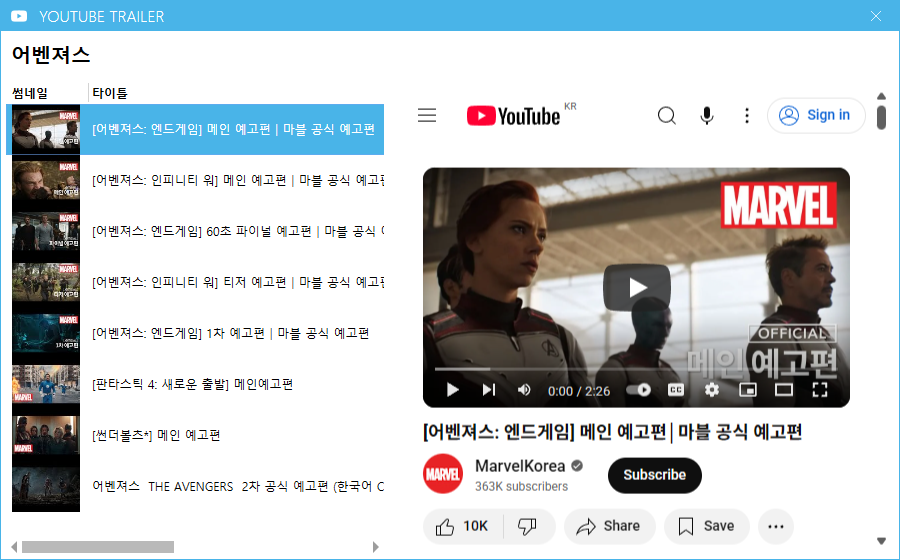 YOUTUBE TRAILER
어벤져스
썸네일 타이틀
[어벤져스: 엔드게임] 메인 예고편 | 마블 공식 예고편
[어벤져스: 인피니티 워] 메인 예고편 | 마블 공식 예고편
[어벤져스: 엔드게임] 60초 파이널 예고편 | 마블 공식
[어벤져스: 인피니티 워] 티저 예고편 | 마블 공식 예고편
[어벤져스: 엔드게임] 1차 예고편 | 마블 공식 예고편
[판타스틱 4: 새로운 출발] 메인예고편
[썬더볼츠*] 메인 예고편
어벤져스 THE AVENGERS 2차 공식 예고편 (한국어 C
MARVEL
메인 예고편
MARVEL
메인 예고편
MARVEL
파이널 예고편
MARVEL
티저 예고편
MARVEL
1차 예고편
MARVEL
MARVEL
YouTube KR
Sign in
MARVEL
OFFICIAL
메인 예고편
0:00 / 2:26
CC
[어벤져스: 엔드게임] 메인 예고편 | 마블 공식 예고편
MARVEL
MarvelKorea
363K subscribers
Subscribe
10K
Share
Save